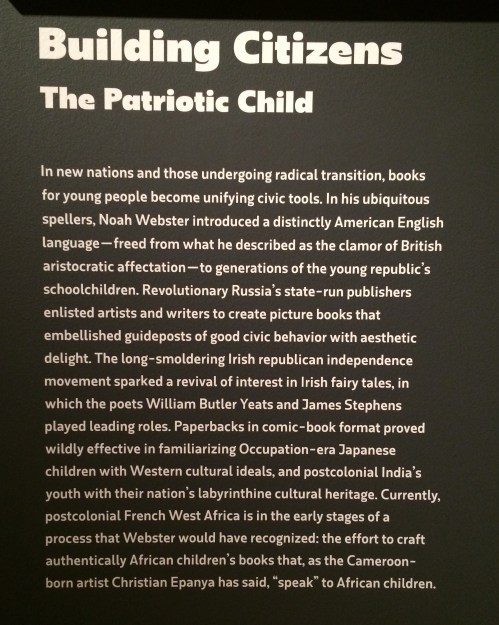 Building Citizens
The Patriotic Child
In new nations and those undergoing radical transition, books
for young people become unifying civic tools. In his ubiquitous
spellers, Noah Webster introduced a distinctly American English
language—freed from what he described as the clamor of British
aristocratic affectation—to generations of the young republic's
schoolchildren. Revolutionary Russia's state-run publishers
enlisted artists and writers to create picture books that
embellished guideposts of good civic behavior with aesthetic
delight. The long-smoldering Irish republican independence
movement sparked a revival of interest in Irish fairy tales, in
which the poets William Butler Yeats and James Stephens
played leading roles. Paperbacks in comic-book format proved
wildly effective in familiarizing Occupation-era Japanese
children with Western cultural ideals, and postcolonial India's
youth with their nation's labyrinthine cultural heritage. Currently,
postcolonial French West Africa is in the early stages of a
process that Webster would have recognized: the effort to craft
authentically African children's books that, as the Cameroon-
born artist Christian Epanya has said, "speak" to African children.